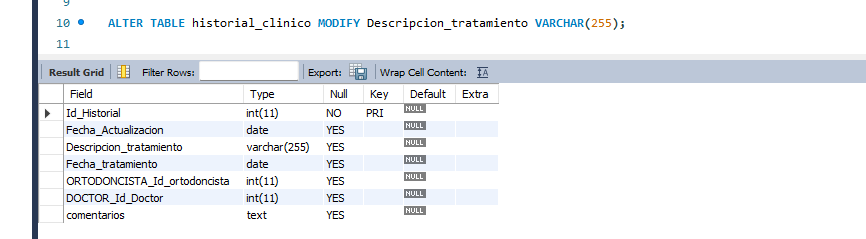 9
10 ALTER TABLE historial_clinico MODIFY Descripcion_tratamiento VARCHAR(255);
11
Result Grid Filter Rows: Export: Wrap Cell Content: IA
Field Type Null Key Default Extra
Id_Historial int(11) NO PRI NULL
Fecha_Actualizacion date YES NULL
Descripcion_tratamiento varchar(255) YES NULL
Fecha_tratamiento date YES NULL
ORTODONCISTA_Id_ortodoncista int(11) YES NULL
DOCTOR_Id_Doctor int(11) YES NULL
comentarios text YES NULL